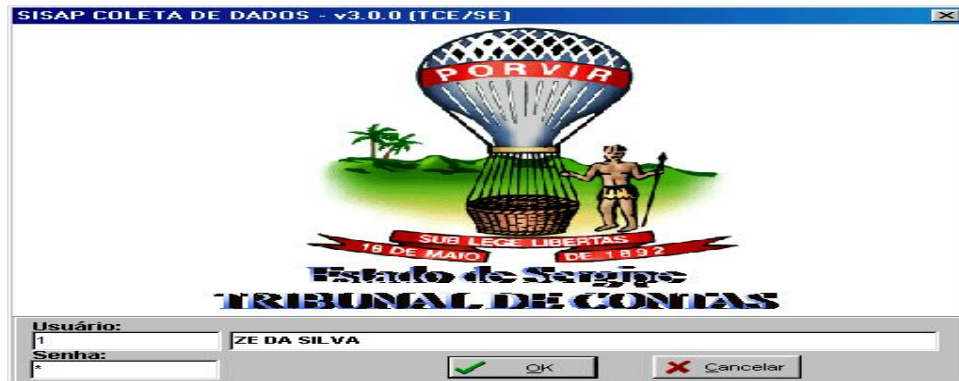 SISAP COLETA DE DADOS - v3.0.0 (TCE/SE)
PORVIR
SUB LEGE LIBERTAS
18 DE MAIO DE 1892
Estado de Sergipe
TRIBUNAL DE CONTAS
Usuário:
1 ZE DA SILVA
Senha:
*
OK Cancelar